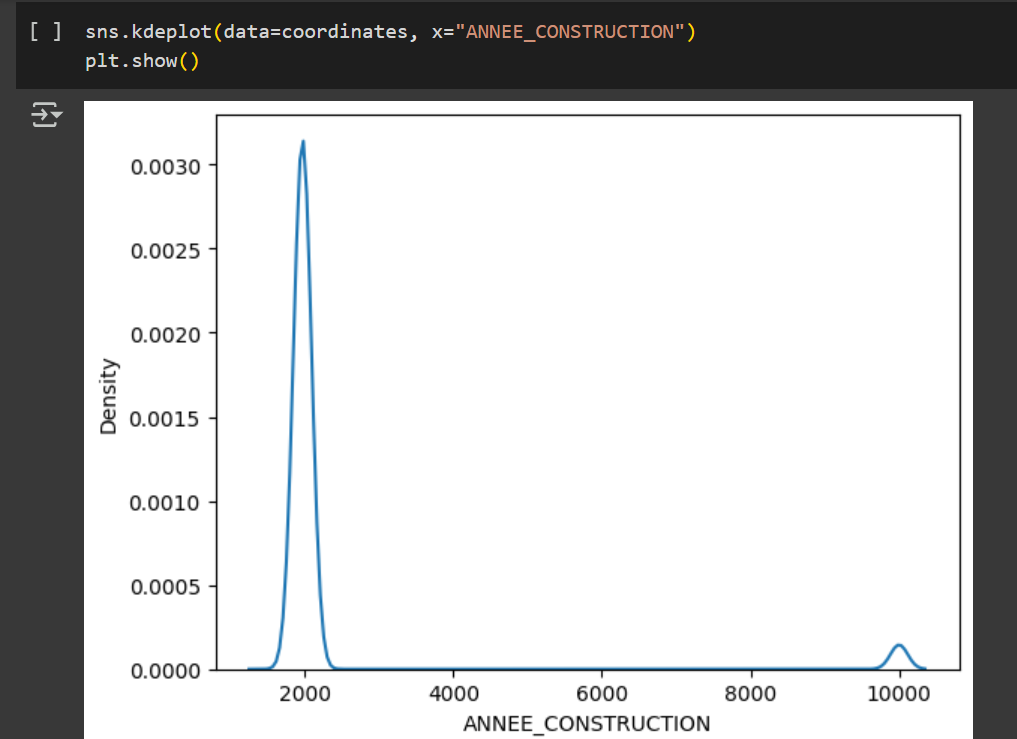 [ ] sns.kdeplot(data=coordinates, x="ANNEE_CONSTRUCTION")
plt.show()
0.0030
0.0025
0.0020
0.0015
0.0010
0.0005
0.0000
Density
2000 4000 6000 8000 10000
ANNEE_CONSTRUCTION